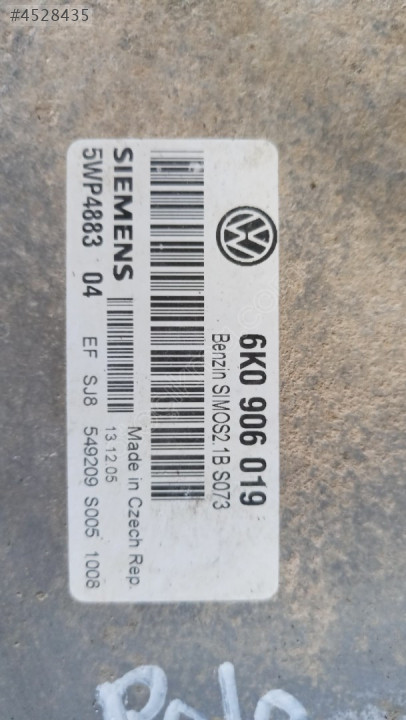 #4528435
6K0 906 019
Benzin SIMOS2.1B S073
SIEMENS
Made in Czech Rep.
13.12.05
5WP4883 04 EF SJ8 549209 S005 1008